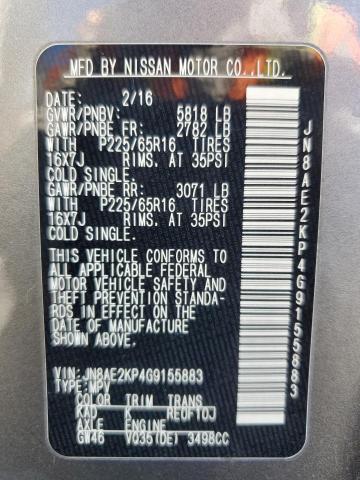 MFD BY NISSAN MOTOR CO.,LTD.
DATE: 2/16
GVWR/PNBV: 5818 LB
GAWR/PNBE FR: 2782 LB
WITH P225/65R16 TIRES
16X7J RIMS, AT 35PSI
COLD SINGLE.
GAWR/PNBE RR: 3071 LB
WITH P225/65R16 TIRES
16X7J RIMS, AT 35PSI
COLD SINGLE.
THIS VEHICLE CONFORMS TO
ALL APPLICABLE FEDERAL
MOTOR VEHICLE SAFETY AND
THEFT PREVENTION STANDA-
RDS IN EFFECT ON THE DATE
OF MANUFACTURE
SHOWN ABOVE.
VIN:JN8AE2KP4G9155883
TYPE:MPV
COLOR TRIM TRANS
KAD K RE0F10J
AXLE ENGINE
GW46 VQ35(DE) 3498CC
JN8AE2KP4G9155883